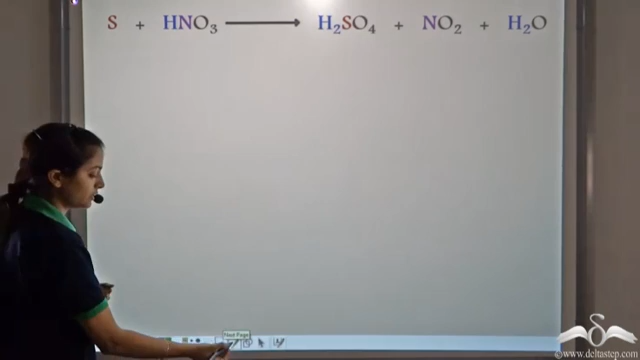 S + HNO₃ ⟶ H₂SO₄ + NO₂ + H₂O
Next Page
©www.deltastep.com